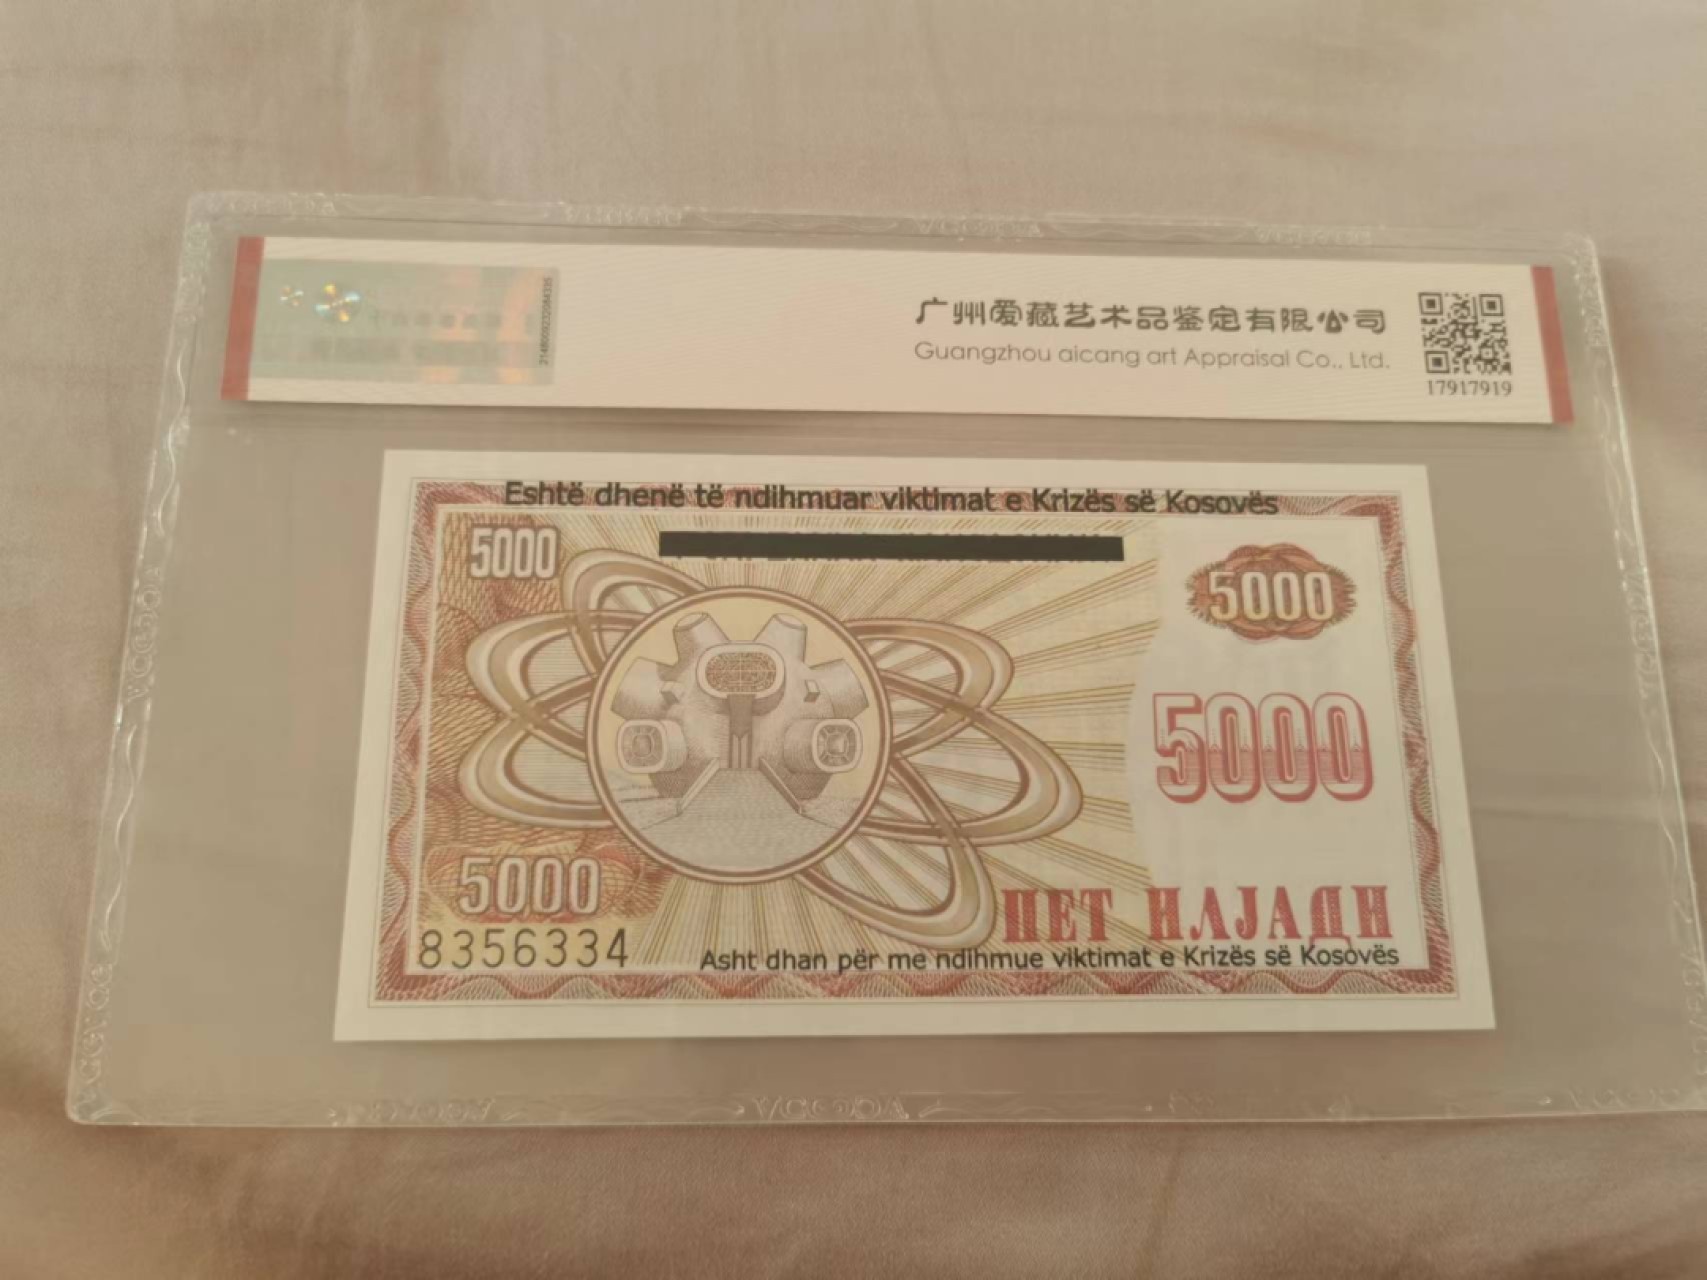 广州爱藏艺术品鉴定有限公司
Guangzhou aicang art Appraisal Co., Ltd.
17917919
Eshtë dhenë të ndihmuar viktimat e Krizës së Kosovës
5000
5000
5000
5000
ПЕТ ИЛЈАДИ
8356334
Asht dhan për me ndihmue viktimat e Krizës së Kosovës